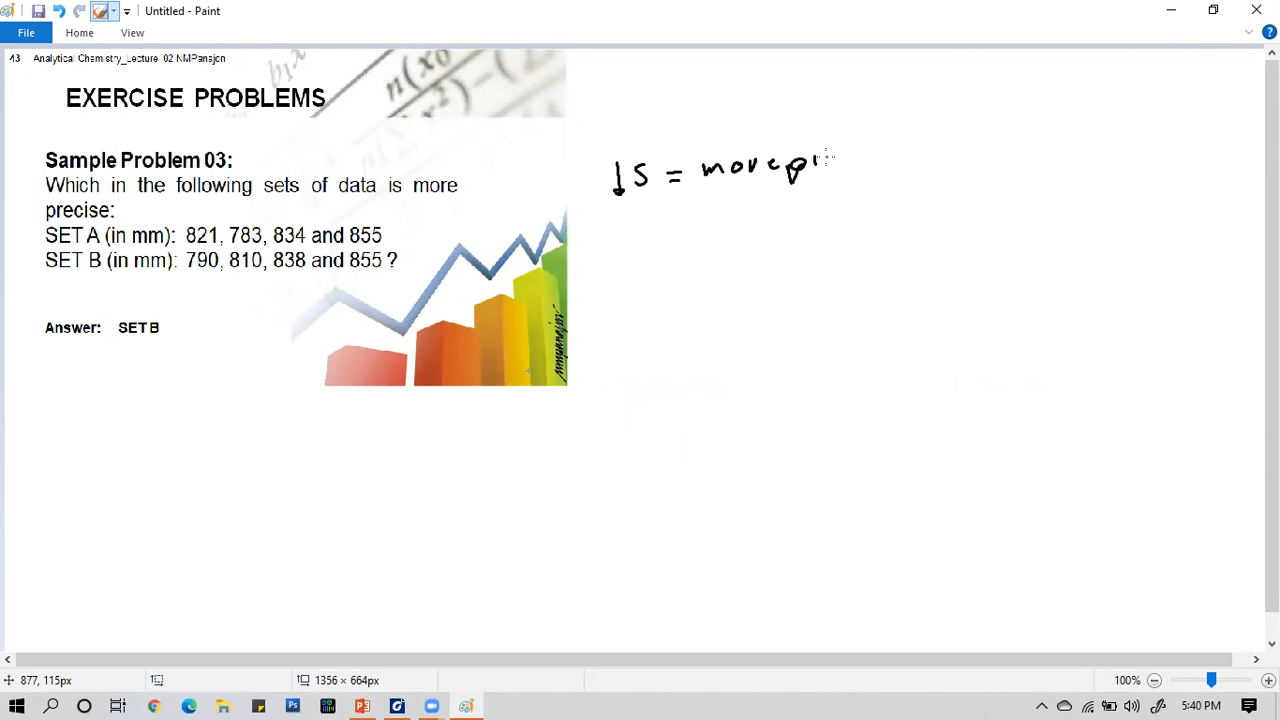 Untitled - Paint
File Home View
43 Analytical Chemistry_Lecture 02 NMPanajon
EXERCISE PROBLEMS
Sample Problem 03:
Which in the following sets of data is more
precise:
SET A (in mm): 821, 783, 834 and 855
SET B (in mm): 790, 810, 838 and 855 ?
Answer: SET B
↓S = more
877, 115px
1356 × 664px
100%
5:40 PM